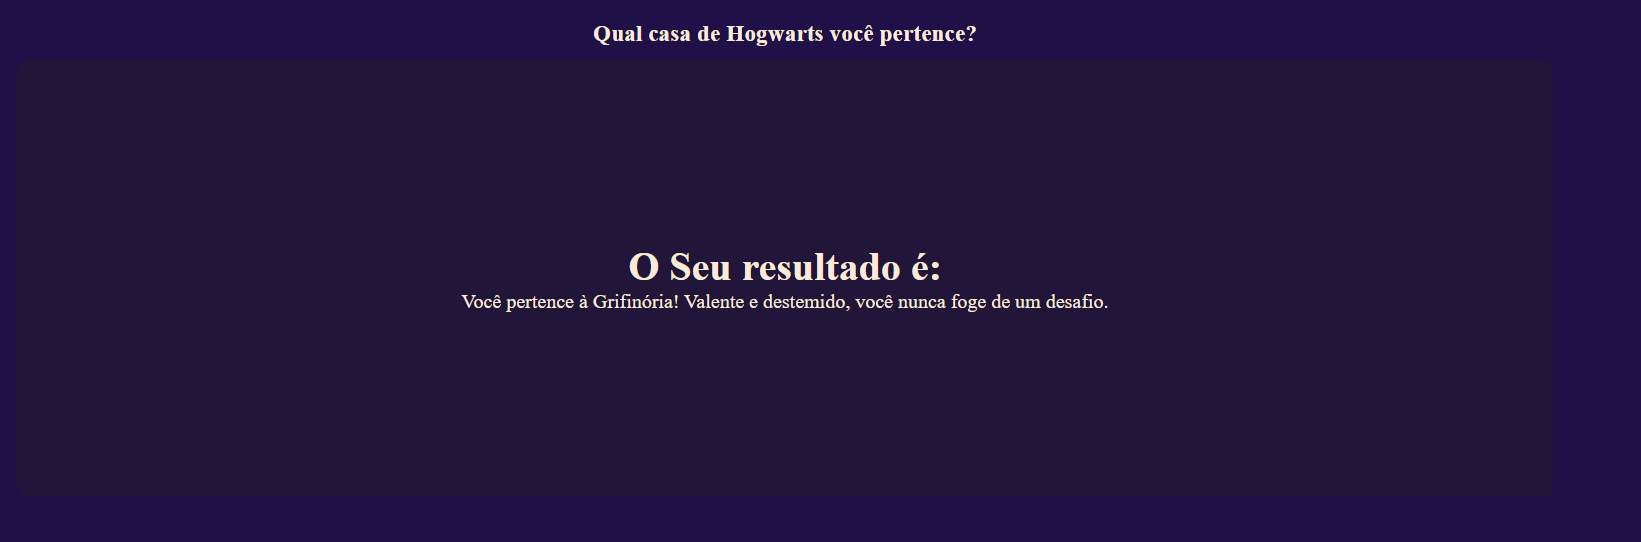 Qual casa de Hogwarts você pertence?
O Seu resultado é:
Você pertence à Grifinória! Valente e destemido, você nunca foge de um desafio.